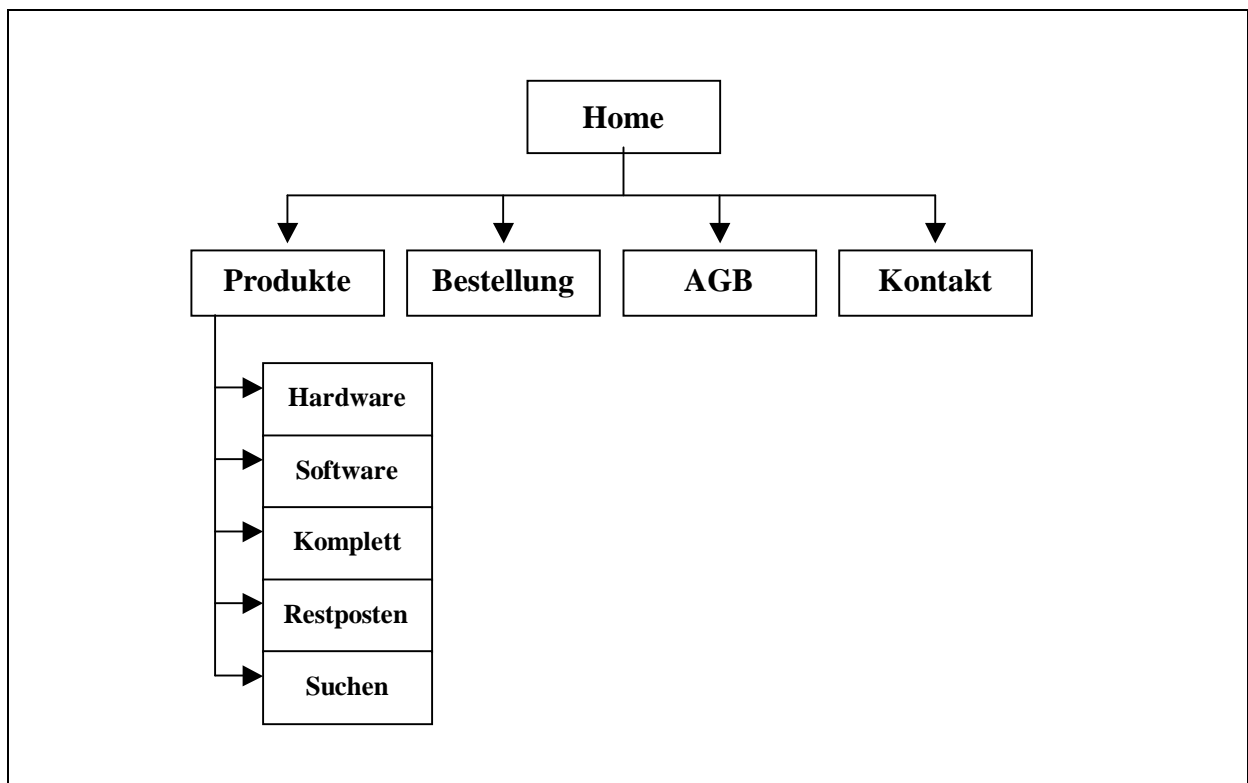 Home
Produkte
Bestellung
AGB
Kontakt
Hardware
Software
Komplett
Restposten
Suchen